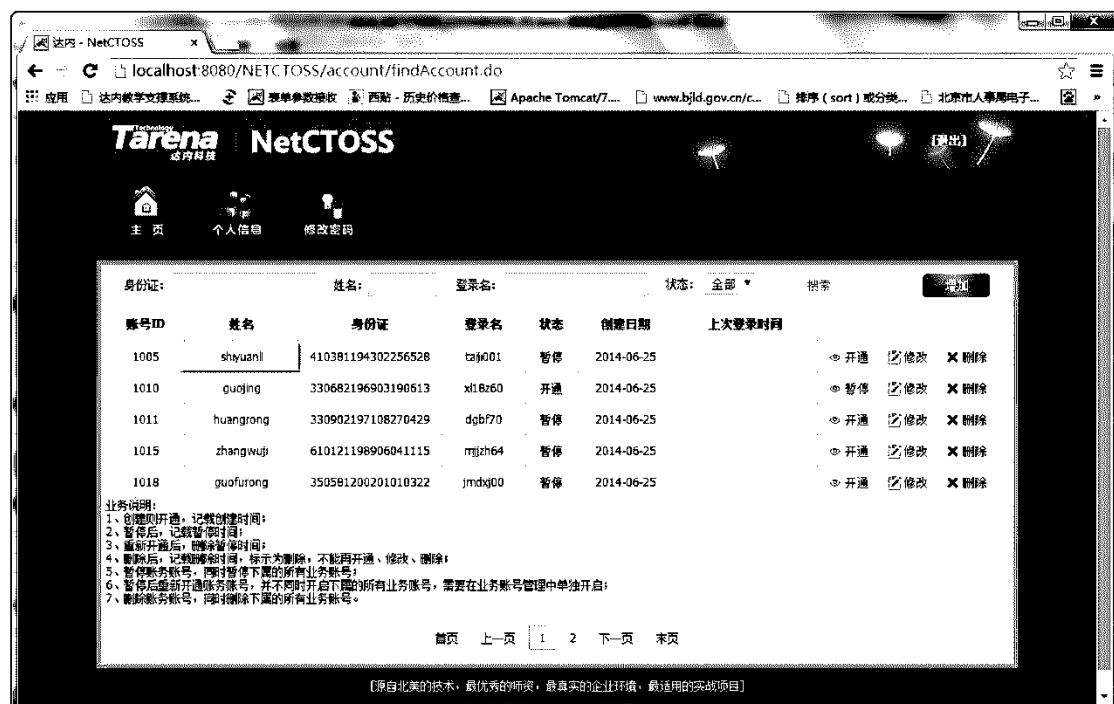 达内 - NetCTOSS
localhost:8080/NETCTOSS/account/findAccount.do
应用 达内教学支撑系统... 表单参数接收 西贴 - 历史价格查... Apache Tomcat/7.... www.bjld.gov.cn/c... 排序 ( sort ) 或分类... 北京市人事局电子... »
Technology
Tarena NetCTOSS [退出]
达内科技
主 页 个人信息 修改密码
身份证: 姓名: 登录名: 状态: 全部 搜索 增加
账号ID 姓名 身份证 登录名 状态 创建日期 上次登录时间
1005 shiyuanli 410381194302256528 taiji001 暂停 2014-06-25 开通 修改 删除
1010 guojing 330682196903190613 xl18z60 开通 2014-06-25 暂停 修改 删除
1011 huangrong 330902197108270429 dgbf70 暂停 2014-06-25 开通 修改 删除
1015 zhangwuji 610121198906041115 mjjzh64 暂停 2014-06-25 开通 修改 删除
1018 guofurong 350581200201010322 jmdxj00 暂停 2014-06-25 开通 修改 删除
业务说明:
1、创建则开通,记载创建时间;
2、暂停后,记载暂停时间;
3、重新开通后,删除暂停时间;
4、删除后,记载删除时间,标示为删除,不能再开通、修改、删除;
5、暂停账务账号,同时暂停下属的所有业务账号;
6、暂停后重新开通账务账号,并不同时开启下属的所有业务账号,需要在业务账号管理中单独开启;
7、删除账务账号,同时删除下属的所有业务账号。
首页 上一页 1 2 下一页 末页
[源自北美的技术,最优秀的师资,最真实的企业环境,最适用的实战项目]